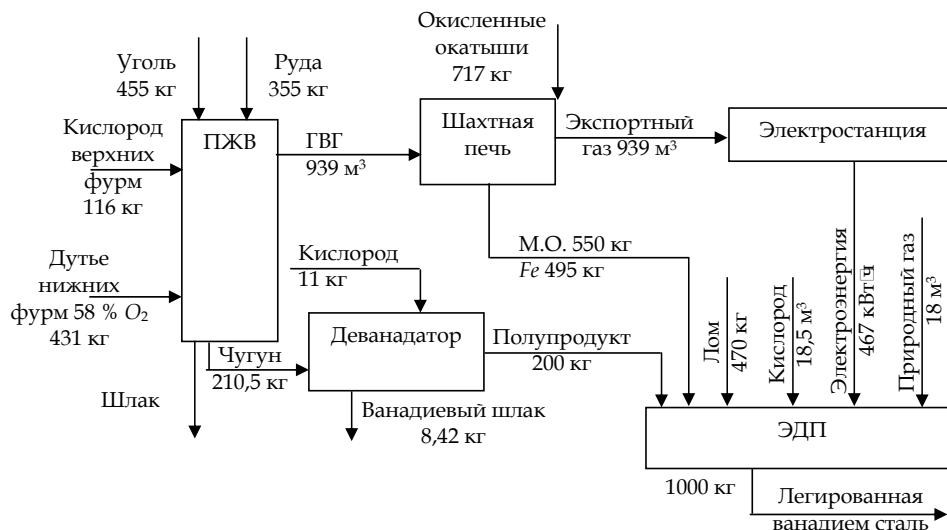 Уголь
455 кг
Руда
355 кг
Кислород
верхних
фурм
116 кг
ПЖВ
ГВГ
939 м³
Окисленные
окатыши
717 кг
Шахтная
печь
Экспортный
газ 939 м³
Электростанция
Дутье
нижних
фурм 58 % O₂
431 кг
Кислород
11 кг
М.О. 550 кг
Fe 495 кг
Деванадатор
Чугун
210,5 кг
Шлак
Ванадиевый шлак
8,42 кг
Полупродукт
200 кг
Лом
470 кг
Кислород
18,5 м³
Электроэнергия
467 кВт□ч
Природный газ
18 м³
ЭДП
1000 кг
Легированная
ванадием сталь